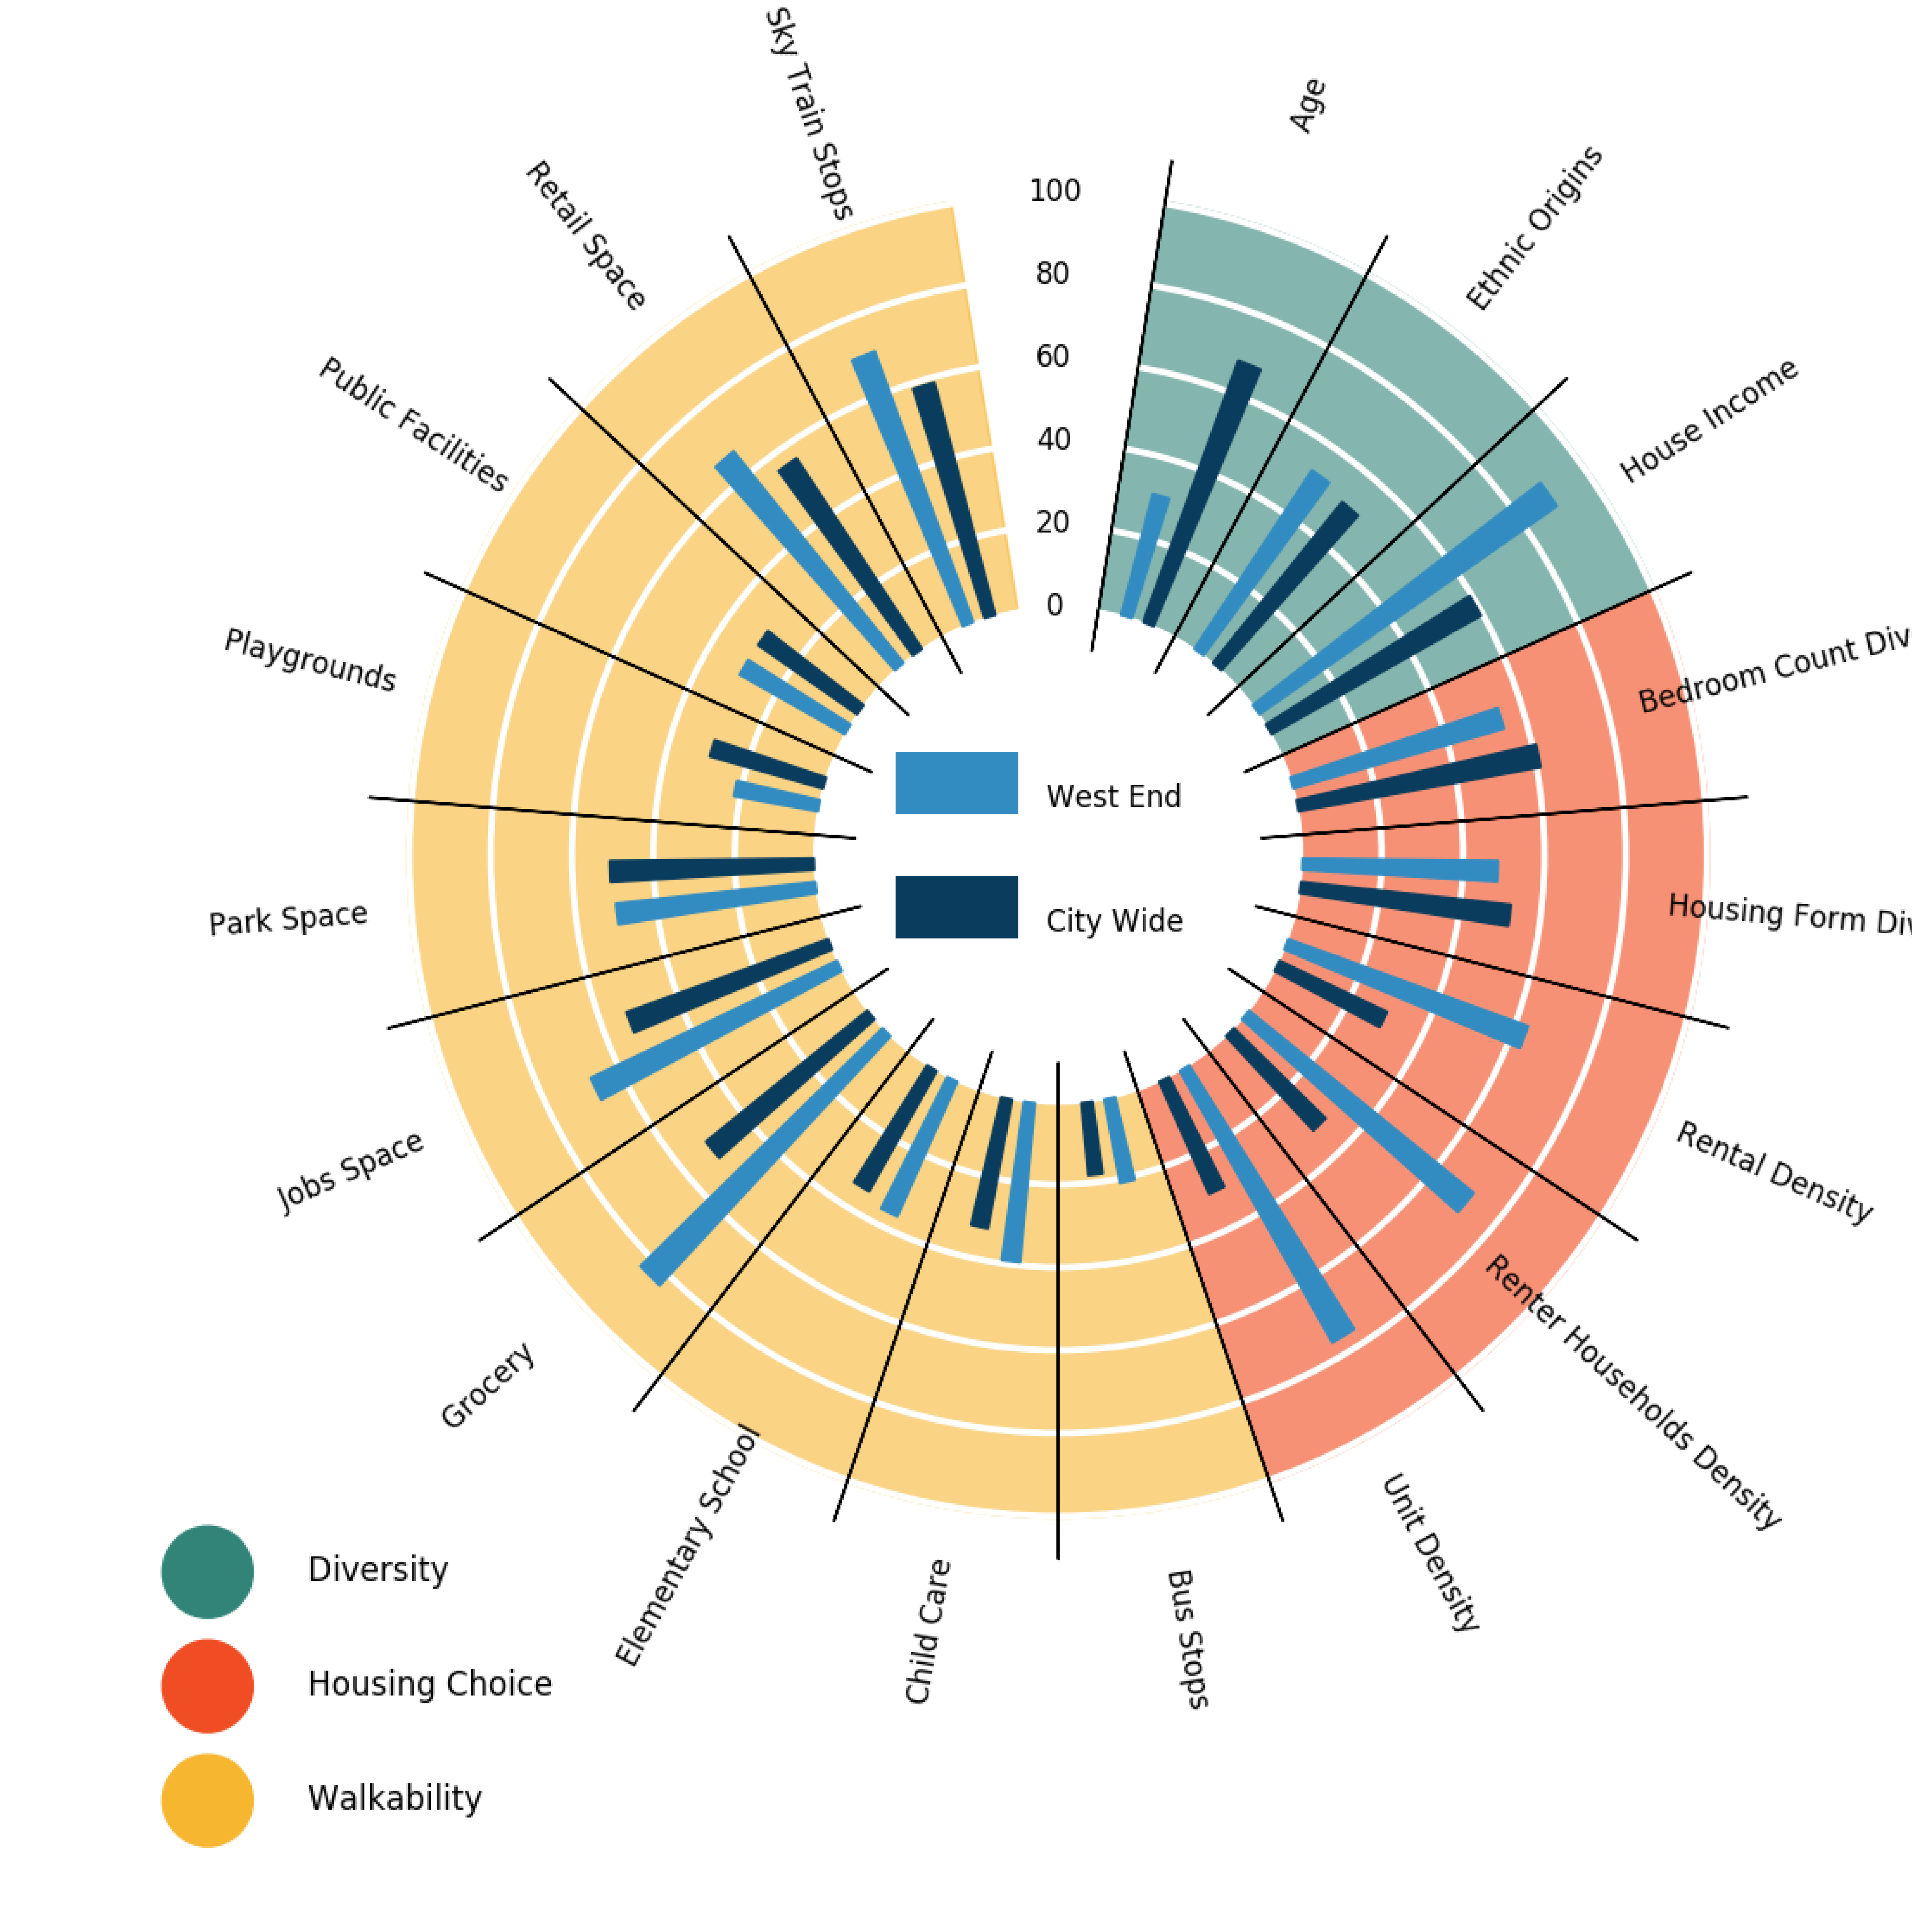 Sky Train Stops
Age
Ethnic Origins
House Income
Bedroom Count Div
Housing Form Div
Rental Density
Renter Households Density
Unit Density
Bus Stops
Child Care
Elementary School
Grocery
Jobs Space
Park Space
Playgrounds
Public Facilities
Retail Space
100
80
60
40
20
0
West End
City Wide
Diversity
Housing Choice
Walkability